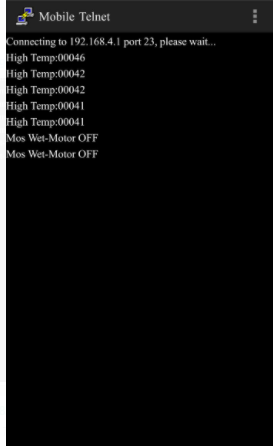 Mobile Telnet
Connecting to 192.168.4.1 port 23, please wait...
High Temp:00046
High Temp:00042
High Temp:00042
High Temp:00041
High Temp:00041
Mos Wet-Motor OFF
Mos Wet-Motor OFF